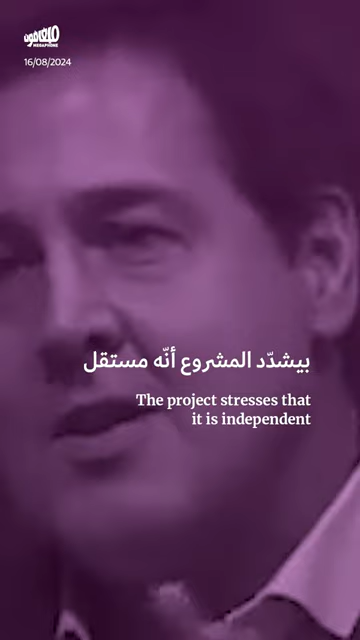 ميغافون
MEGAPHONE
16/08/2024
بيشدّد المشروع أنّه مستقل
The project stresses that
it is independent